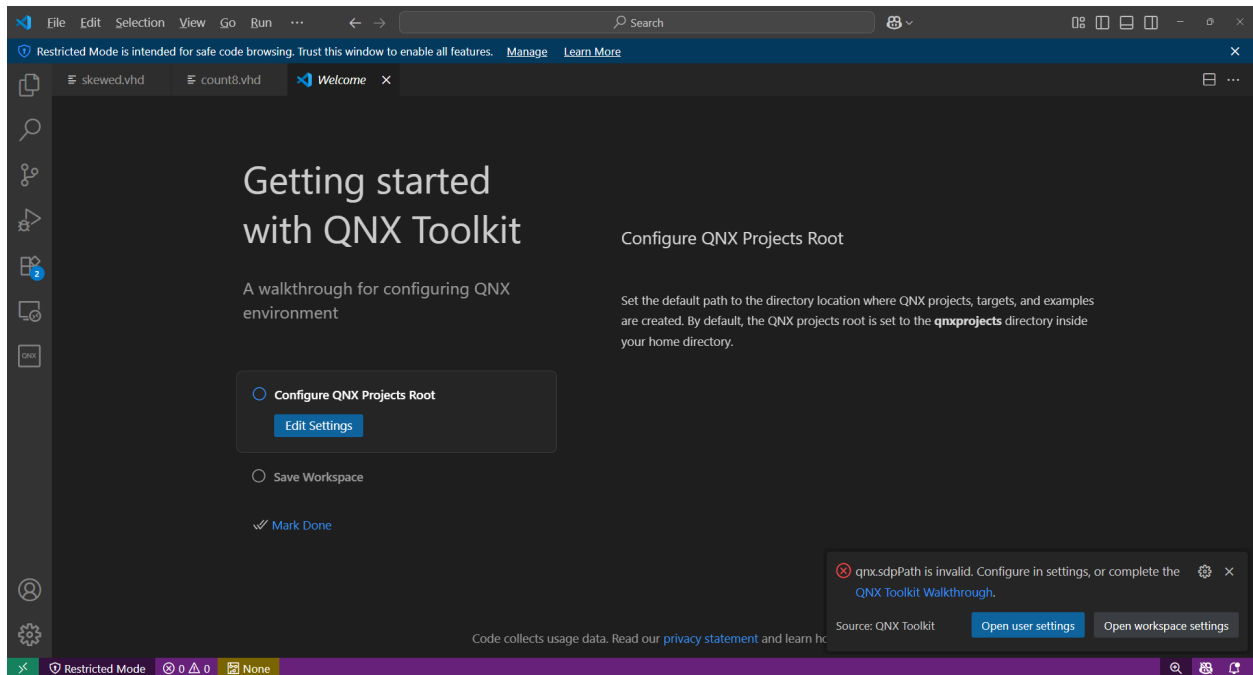 File Edit Selection View Go Run ··· Search
Restricted Mode is intended for safe code browsing. Trust this window to enable all features. Manage Learn More
skewed.vhd count8.vhd Welcome
Getting started
with QNX Toolkit
A walkthrough for configuring QNX
environment
Configure QNX Projects Root
Edit Settings
Save Workspace
Mark Done
Configure QNX Projects Root
Set the default path to the directory location where QNX projects, targets, and examples
are created. By default, the QNX projects root is set to the qnxprojects directory inside
your home directory.
2
QNX
qnx.sdpPath is invalid. Configure in settings, or complete the
QNX Toolkit Walkthrough.
Source: QNX Toolkit Open user settings Open workspace settings
Code collects usage data. Read our privacy statement and learn
Restricted Mode 0 0 None